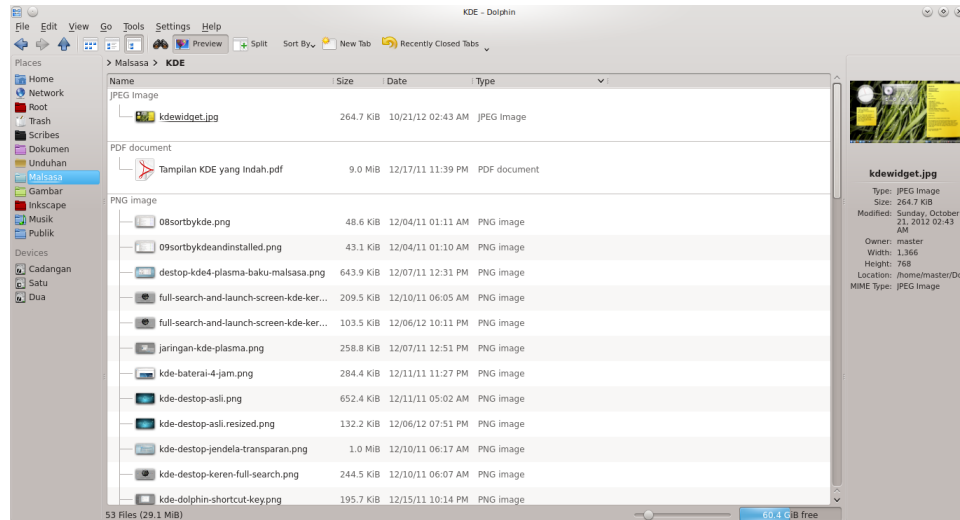 KDE – Dolphin
File Edit View Go Tools Settings Help
Preview Split Sort By New Tab Recently Closed Tabs
Places
Home
Network
Root
Trash
Scribes
Dokumen
Unduhan
Malsasa
Gambar
Inkscape
Musik
Publik
Devices
Cadangan
Satu
Dua
> Malsasa > KDE
Name Size Date Type
JPEG Image
kdewidget.jpg 264.7 KiB 10/21/12 02:43 AM JPEG Image
PDF document
Tampilan KDE yang Indah.pdf 9.0 MiB 12/17/11 11:39 PM PDF document
PNG image
08sortbykde.png 48.6 KiB 12/04/11 01:11 AM PNG image
09sortbykdeandinstalled.png 43.1 KiB 12/04/11 01:10 AM PNG image
destop-kde4-plasma-baku-malsasa.png 643.9 KiB 12/07/11 12:31 PM PNG image
full-search-and-launch-screen-kde-ker... 209.5 KiB 12/10/11 06:05 AM PNG image
full-search-and-launch-screen-kde-ker... 103.5 KiB 12/06/12 10:11 PM PNG image
jaringan-kde-plasma.png 258.8 KiB 12/07/11 12:51 PM PNG image
kde-baterai-4-jam.png 284.4 KiB 12/11/11 11:27 PM PNG image
kde-destop-asli.png 652.4 KiB 12/11/11 05:02 AM PNG image
kde-destop-asli.resized.png 132.2 KiB 12/06/12 07:51 PM PNG image
kde-destop-jendela-transparan.png 1.0 MiB 12/10/11 06:17 AM PNG image
kde-destop-keren-full-search.png 244.5 KiB 12/10/11 06:07 AM PNG image
kde-dolphin-shortcut-key.png 195.7 KiB 12/15/11 10:14 PM PNG image
53 Files (29.1 MiB) 60.4 GiB free
kdewidget.jpg
Type: JPEG Image
Size: 264.7 KiB
Modified: Sunday, October
21, 2012 02:43
AM
Owner: master
Width: 1,366
Height: 768
Location: /home/master/Do
MIME Type: JPEG Image